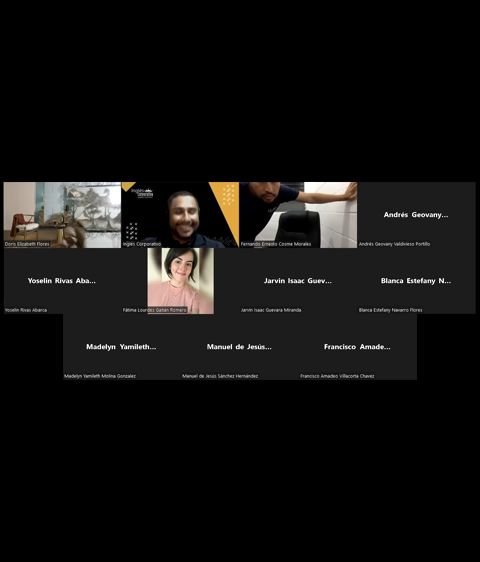 Inglés
Doris Elizabeth Flores
Inglés Corporativo
Fernando Ernesto Cosme Morales
Andrés Geovany...
Andrés Geovany Valdivieso Portillo
Yoselin Rivas Aba...
Yoselin Rivas Abarca
Fátima Lourdes Gaitán Romero
Jarvin Isaac Guev...
Jarvin Isaac Guevara Miranda
Blanca Estefany N...
Blanca Estefany Navarro Flores
Madelyn Yamileth...
Madelyn Yamileth Molina Gonzalez
Manuel de Jesús...
Manuel de Jesús Sánchez Hernández
Francisco Amade...
Francisco Amadeo Villacorta Chavez